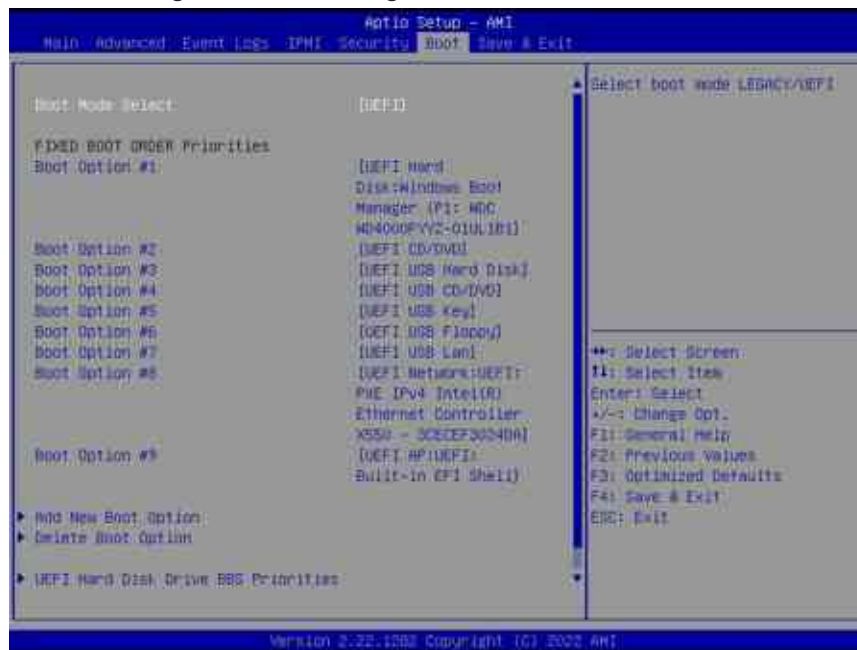 Aptio Setup - AMI
Main Advanced Event Logs IPMI Security Boot Save & Exit
Boot Mode Select [UEFI]
FIXED BOOT ORDER Priorities
Boot Option #1 [UEFI Hard
Disk:Windows Boot
Manager (P1: WDC
WD4000FYYZ-01UL1B1]
Boot Option #2 [UEFI CD/DVD]
Boot Option #3 [UEFI USB Hard Disk]
Boot Option #4 [UEFI USB CD/DVD]
Boot Option #5 [UEFI USB Key]
Boot Option #6 [UEFI USB Floppy]
Boot Option #7 [UEFI USB Lan]
Boot Option #8 [UEFI Network:UEFI:
PXE IPv4 Intel(R)
Ethernet Controller
X550 -
Boot Option #9 [UEFI AP:UEFI:
Built-in EFI Shell]
Add New Boot Option
Delete Boot Option
UEFI Hard Disk Drive BBS Priorities
Select boot mode LEGACY/UEFI
↔: Select Screen
↑↓: Select Item
Enter: Select
+/-: Change Opt.
F1: General Help
F2: Previous Values
F3: Optimized Defaults
F4: Save & Exit
ESC: Exit
Version 2.22.1282 Copyright (C) 2022 AMI